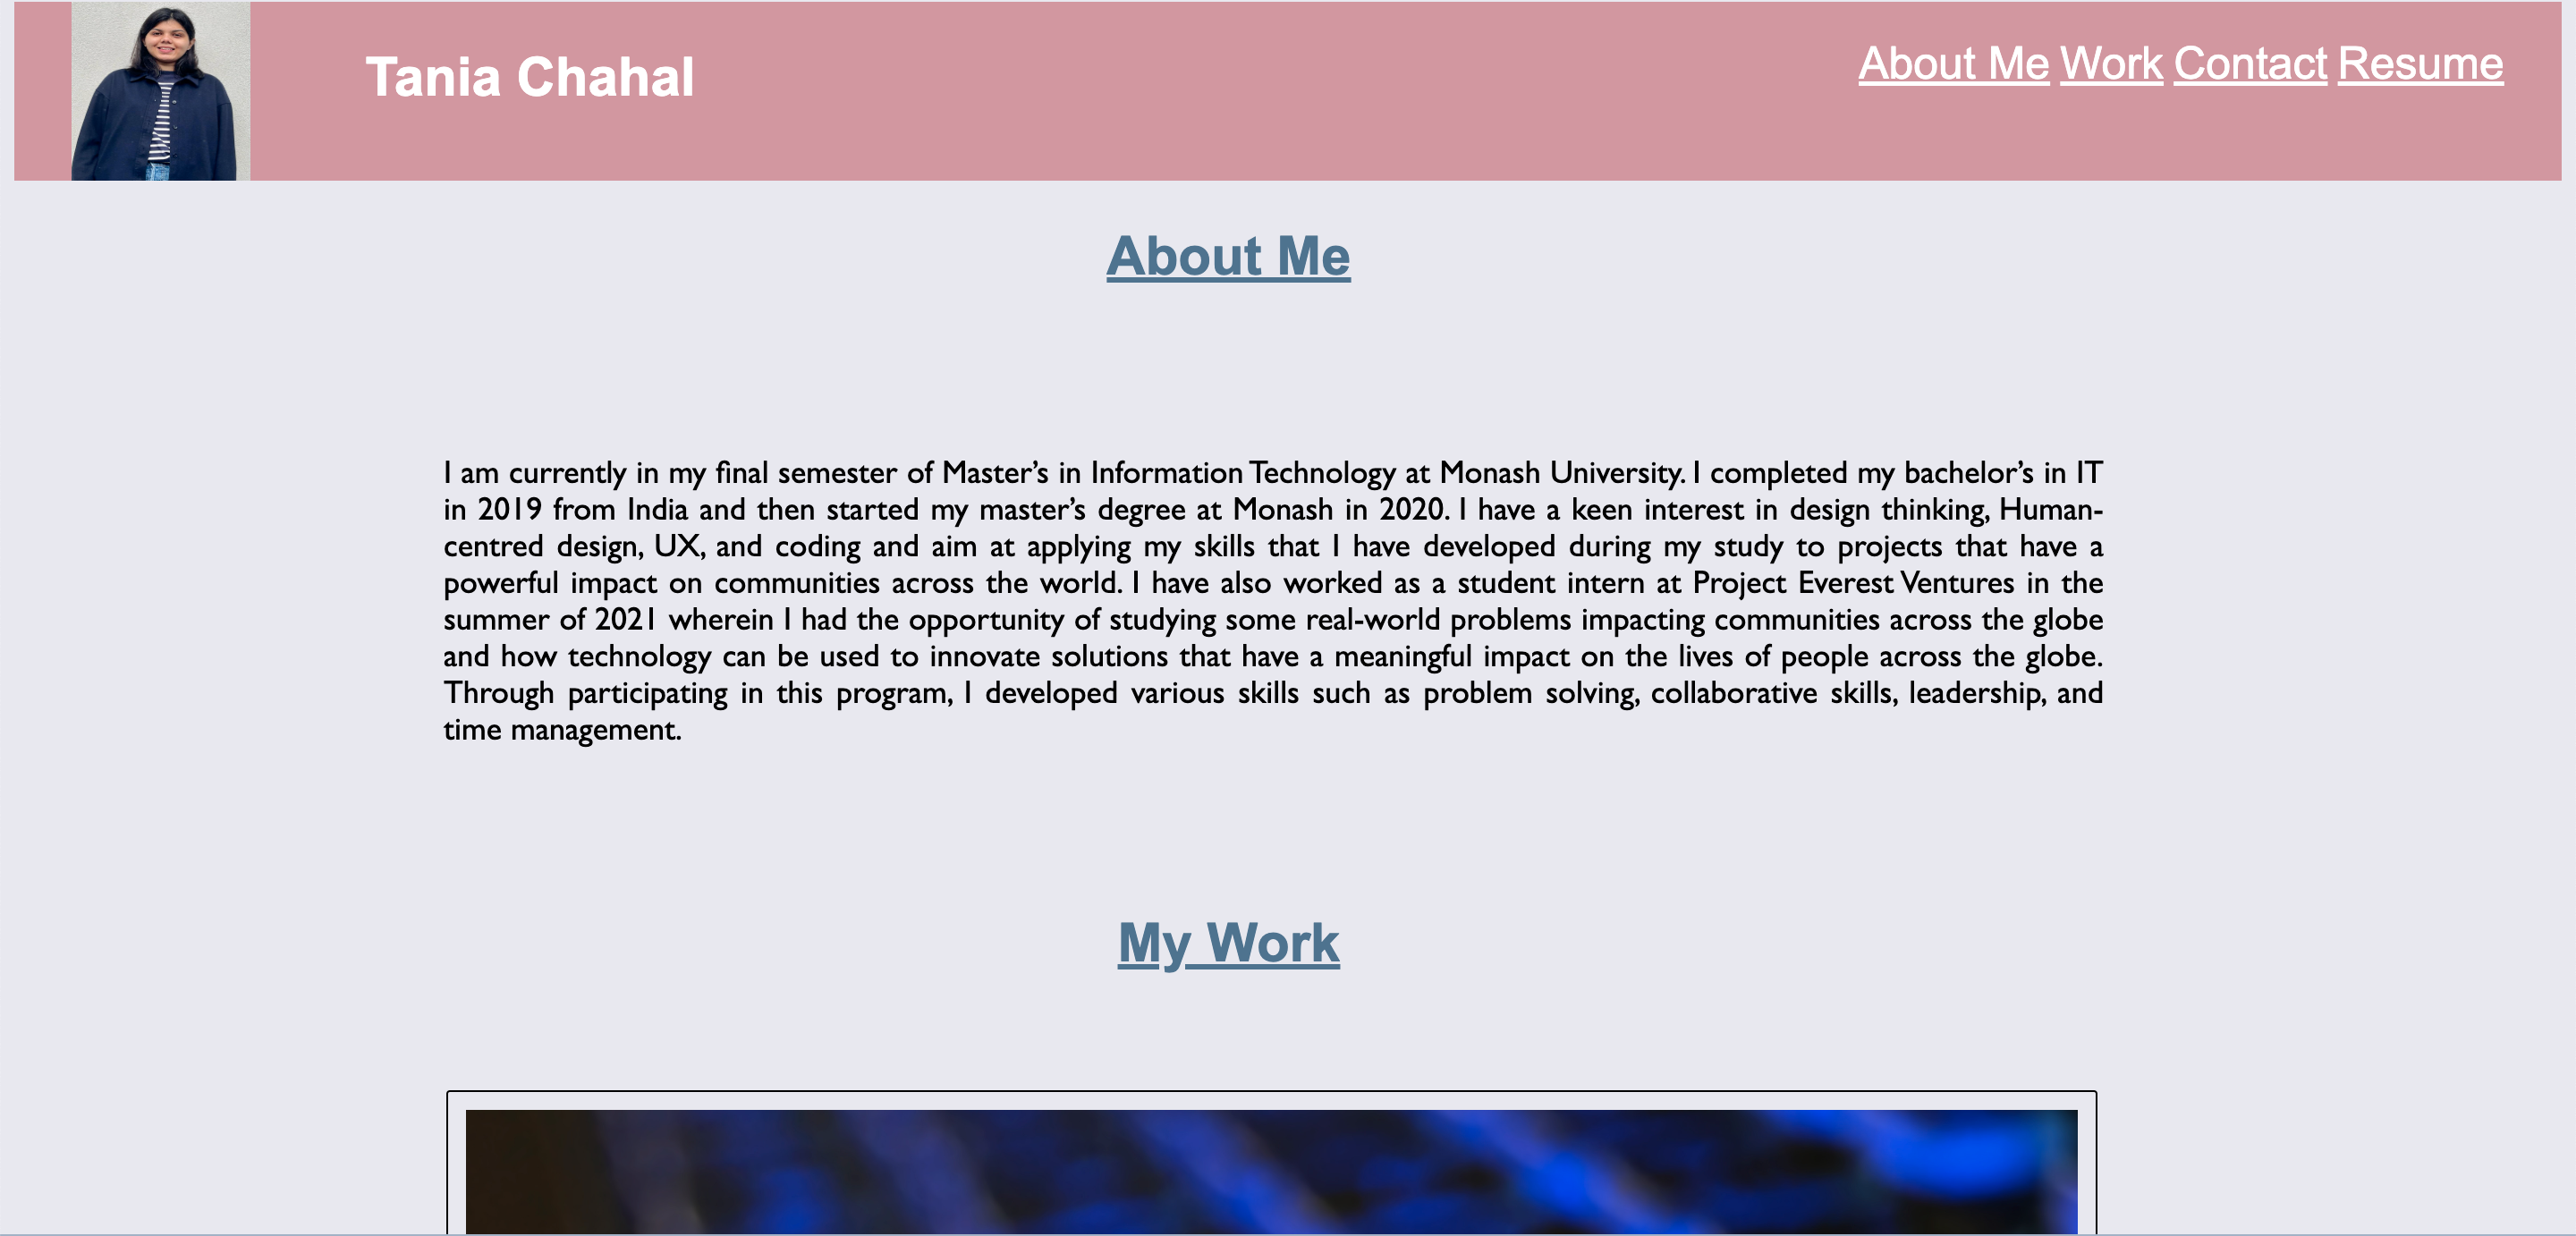 Tania Chahal
About Me Work Contact Resume
About Me
I am currently in my final semester of Master’s in Information Technology at Monash University. I completed my bachelor’s in IT
in 2019 from India and then started my master’s degree at Monash in 2020. I have a keen interest in design thinking, Human-
centred design, UX, and coding and aim at applying my skills that I have developed during my study to projects that have a
powerful impact on communities across the world. I have also worked as a student intern at Project Everest Ventures in the
summer of 2021 wherein I had the opportunity of studying some real-world problems impacting communities across the globe
and how technology can be used to innovate solutions that have a meaningful impact on the lives of people across the globe.
Through participating in this program, I developed various skills such as problem solving, collaborative skills, leadership, and
time management.
My Work